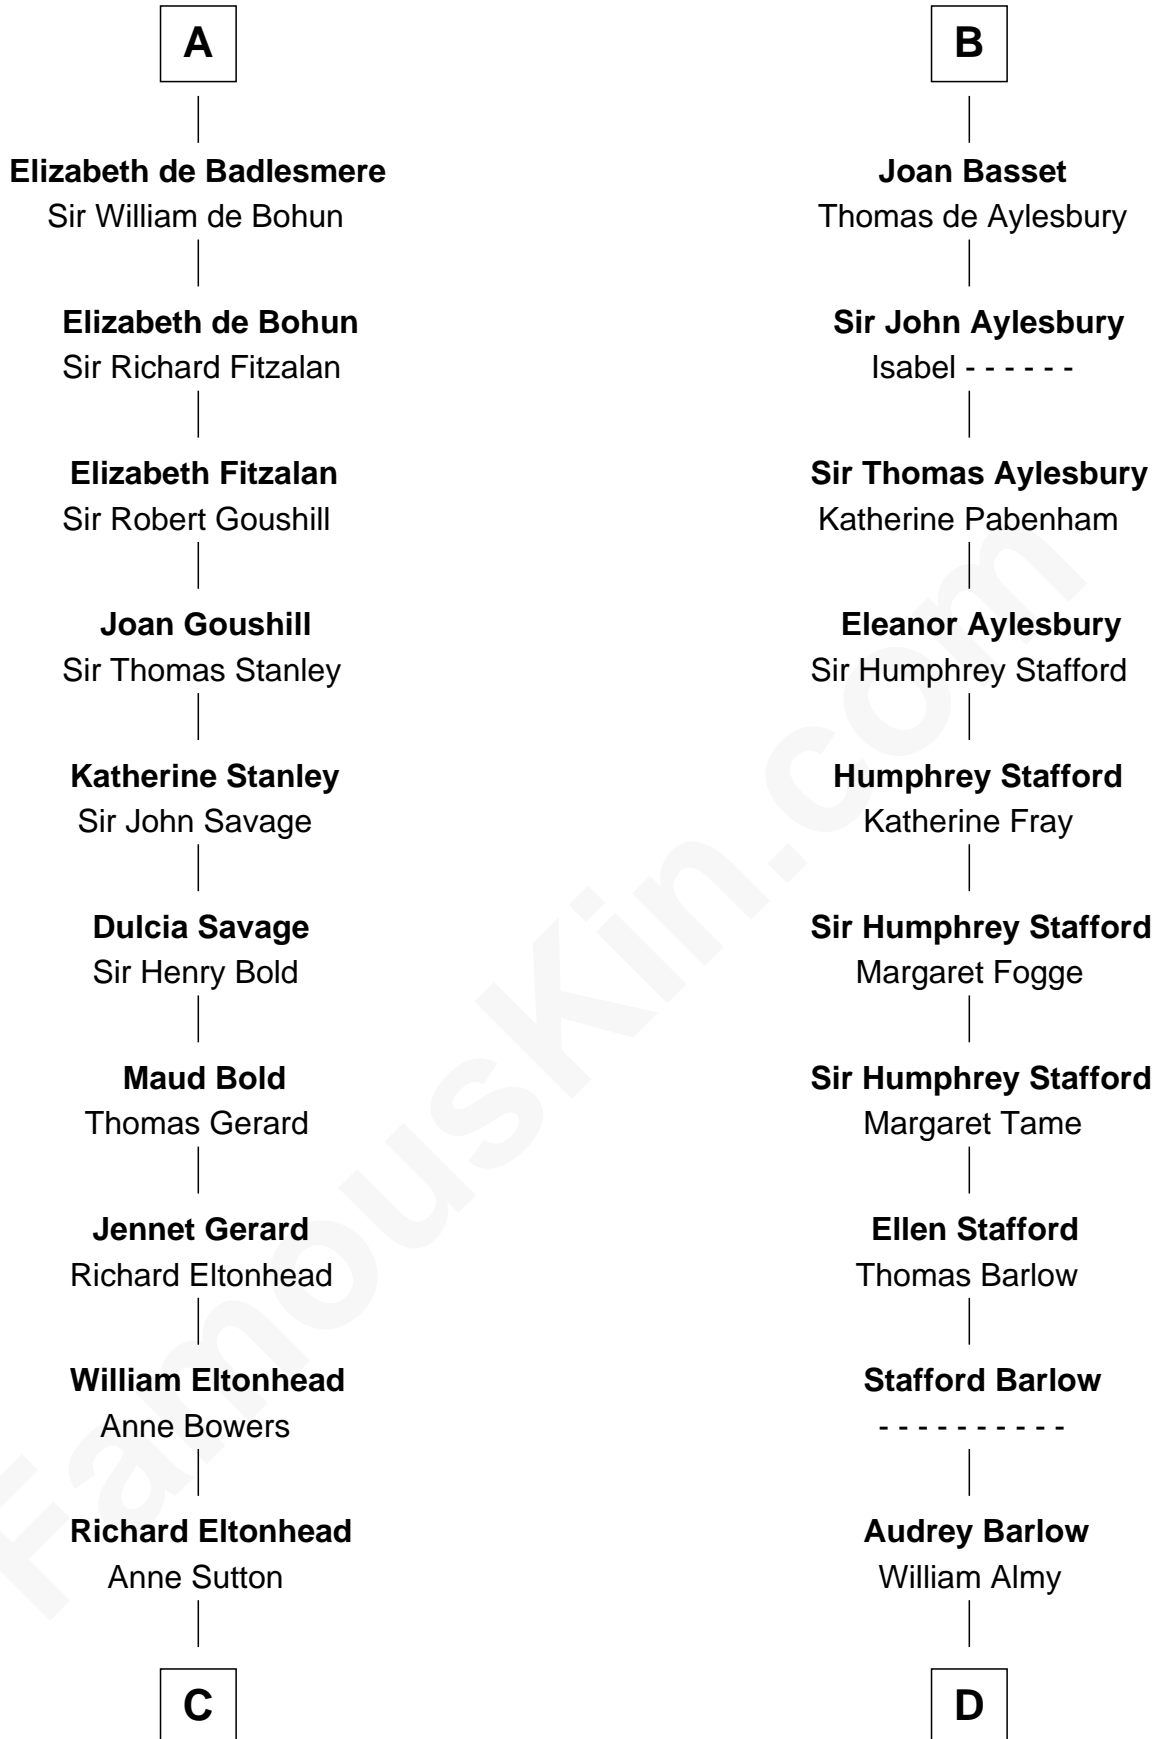 A
Elizabeth de Badlesmere
Sir William de Bohun
Elizabeth de Bohun
Sir Richard Fitzalan
Elizabeth Fitzalan
Sir Robert Goushill
Joan Goushill
Sir Thomas Stanley
Katherine Stanley
Sir John Savage
Dulcia Savage
Sir Henry Bold
Maud Bold
Thomas Gerard
Jennet Gerard
Richard Eltonhead
William Eltonhead
Anne Bowers
Richard Eltonhead
Anne Sutton
C
B
Joan Basset
Thomas de Aylesbury
Sir John Aylesbury
Isabel - - - - - -
Sir Thomas Aylesbury
Katherine Pabenham
Eleanor Aylesbury
Sir Humphrey Stafford
Humphrey Stafford
Katherine Fray
Sir Humphrey Stafford
Margaret Fogge
Sir Humphrey Stafford
Margaret Tame
Ellen Stafford
Thomas Barlow
Stafford Barlow
- - - - - - - - - -
Audrey Barlow
William Almy
D
FamousKin.com